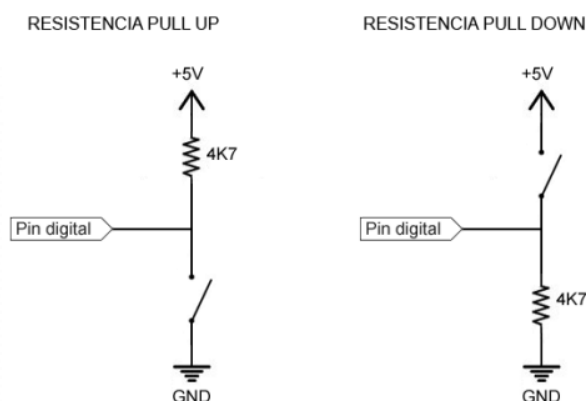 RESISTENCIA PULL UP
+5V
4K7
Pin digital
GND
RESISTENCIA PULL DOWN
+5V
Pin digital
4K7
GND